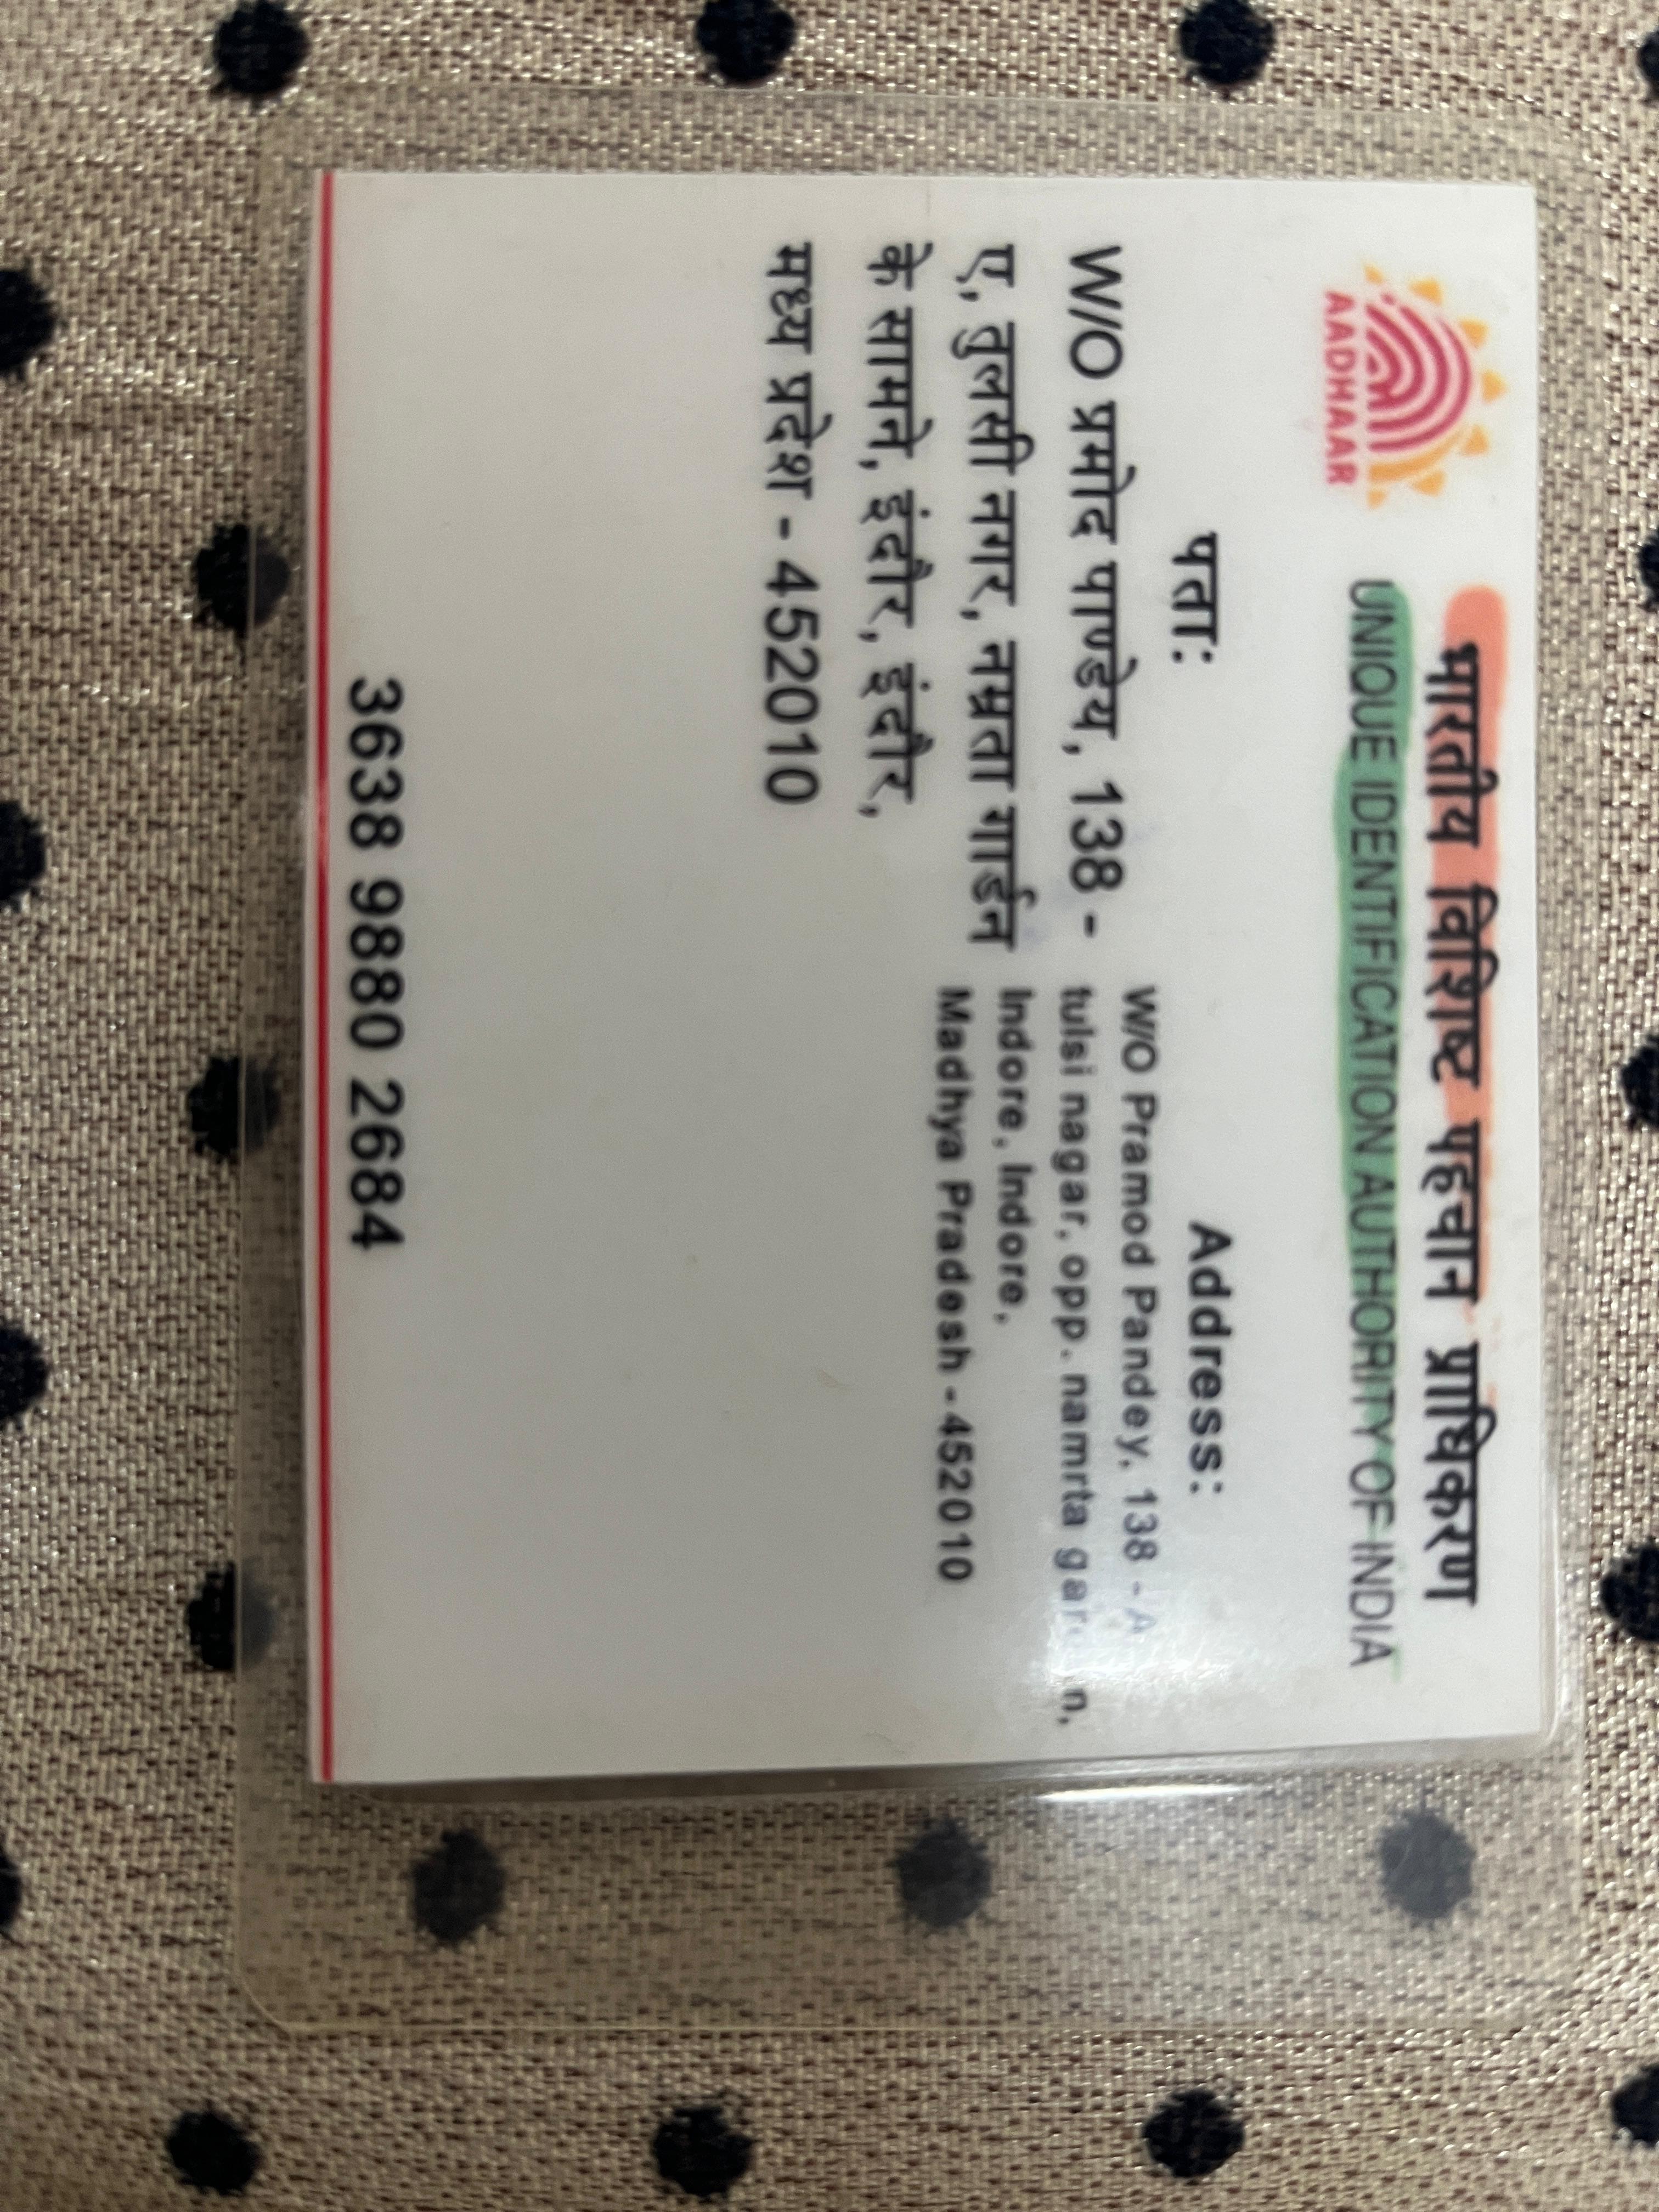 भारतीय विशिष्ट पहचान प्राधिकरण
UNIQUE IDENTIFICATION AUTHORITY OF INDIA
AADHAAR
पता:
W/O प्रमोद पाण्डेय, 138 -
ए, तुलसी नगर, नम्रता गार्डन
के सामने, इंदौर, इंदौर,
मध्य प्रदेश - 452010
Address:
W/O Pramod Pandey, 138 - A
tulsi nagar, opp. namrta
Indore, Indore,
Madhya Pradesh - 452010
3638 9880 2684